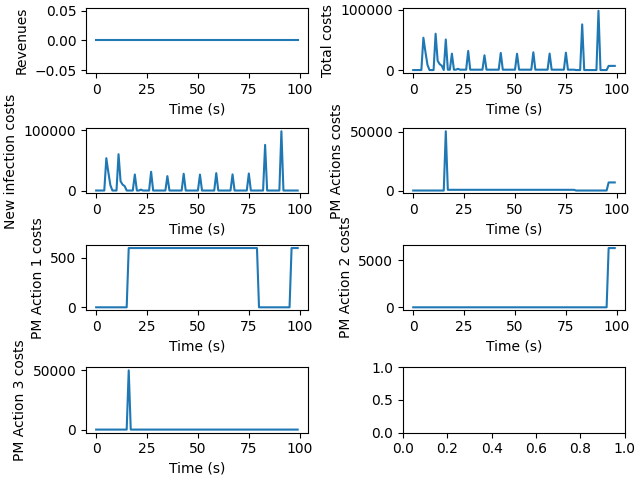 Revenues
0.05
0.00
−0.05
0 25 50 75 100
Time (s)
Total costs
100000
0
0 25 50 75 100
Time (s)
New infection costs
100000
0
0 25 50 75 100
Time (s)
PM Actions costs
50000
0
0 25 50 75 100
Time (s)
PM Action 1 costs
500
0
0 25 50 75 100
Time (s)
PM Action 2 costs
5000
0
0 25 50 75 100
Time (s)
PM Action 3 costs
50000
0
0 25 50 75 100
Time (s)
1.0
0.5
0.0
0.0 0.2 0.4 0.6 0.8 1.0